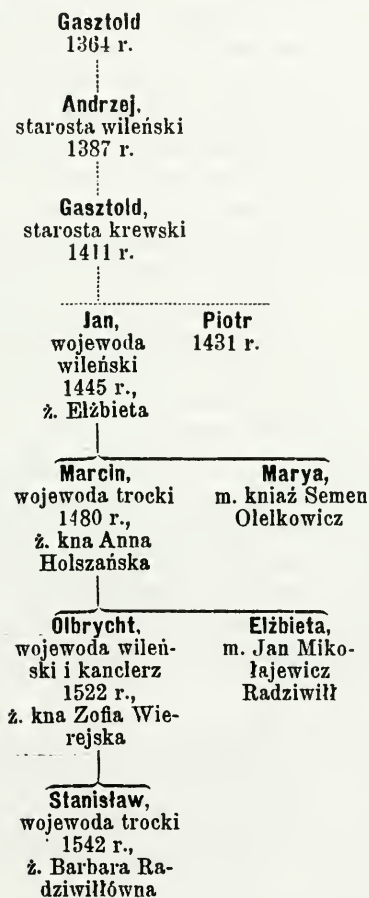 Gasztold
1364 r.
Andrzej,
starosta wileński
1387 r.
Gasztold,
starosta krewski
1411 r.
Jan,
wojewoda
wileński
1445 r.,
ż. Elżbieta
Piotr
1431 r.
Marcin,
wojewoda trocki
1480 r.,
ż. kna Anna
Holszańska
Marya,
m. kniaź Semen
Olelkowicz
Olbrycht,
wojewoda wileń-
ski i kanclerz
1522 r.,
ż. kna Zofia Wie-
rejska
Elżbieta,
m. Jan Miko-
łajewicz
Radziwiłł
Stanisław,
wojewoda trocki
1542 r.,
ż. Barbara Ra-
dziwiłłówna